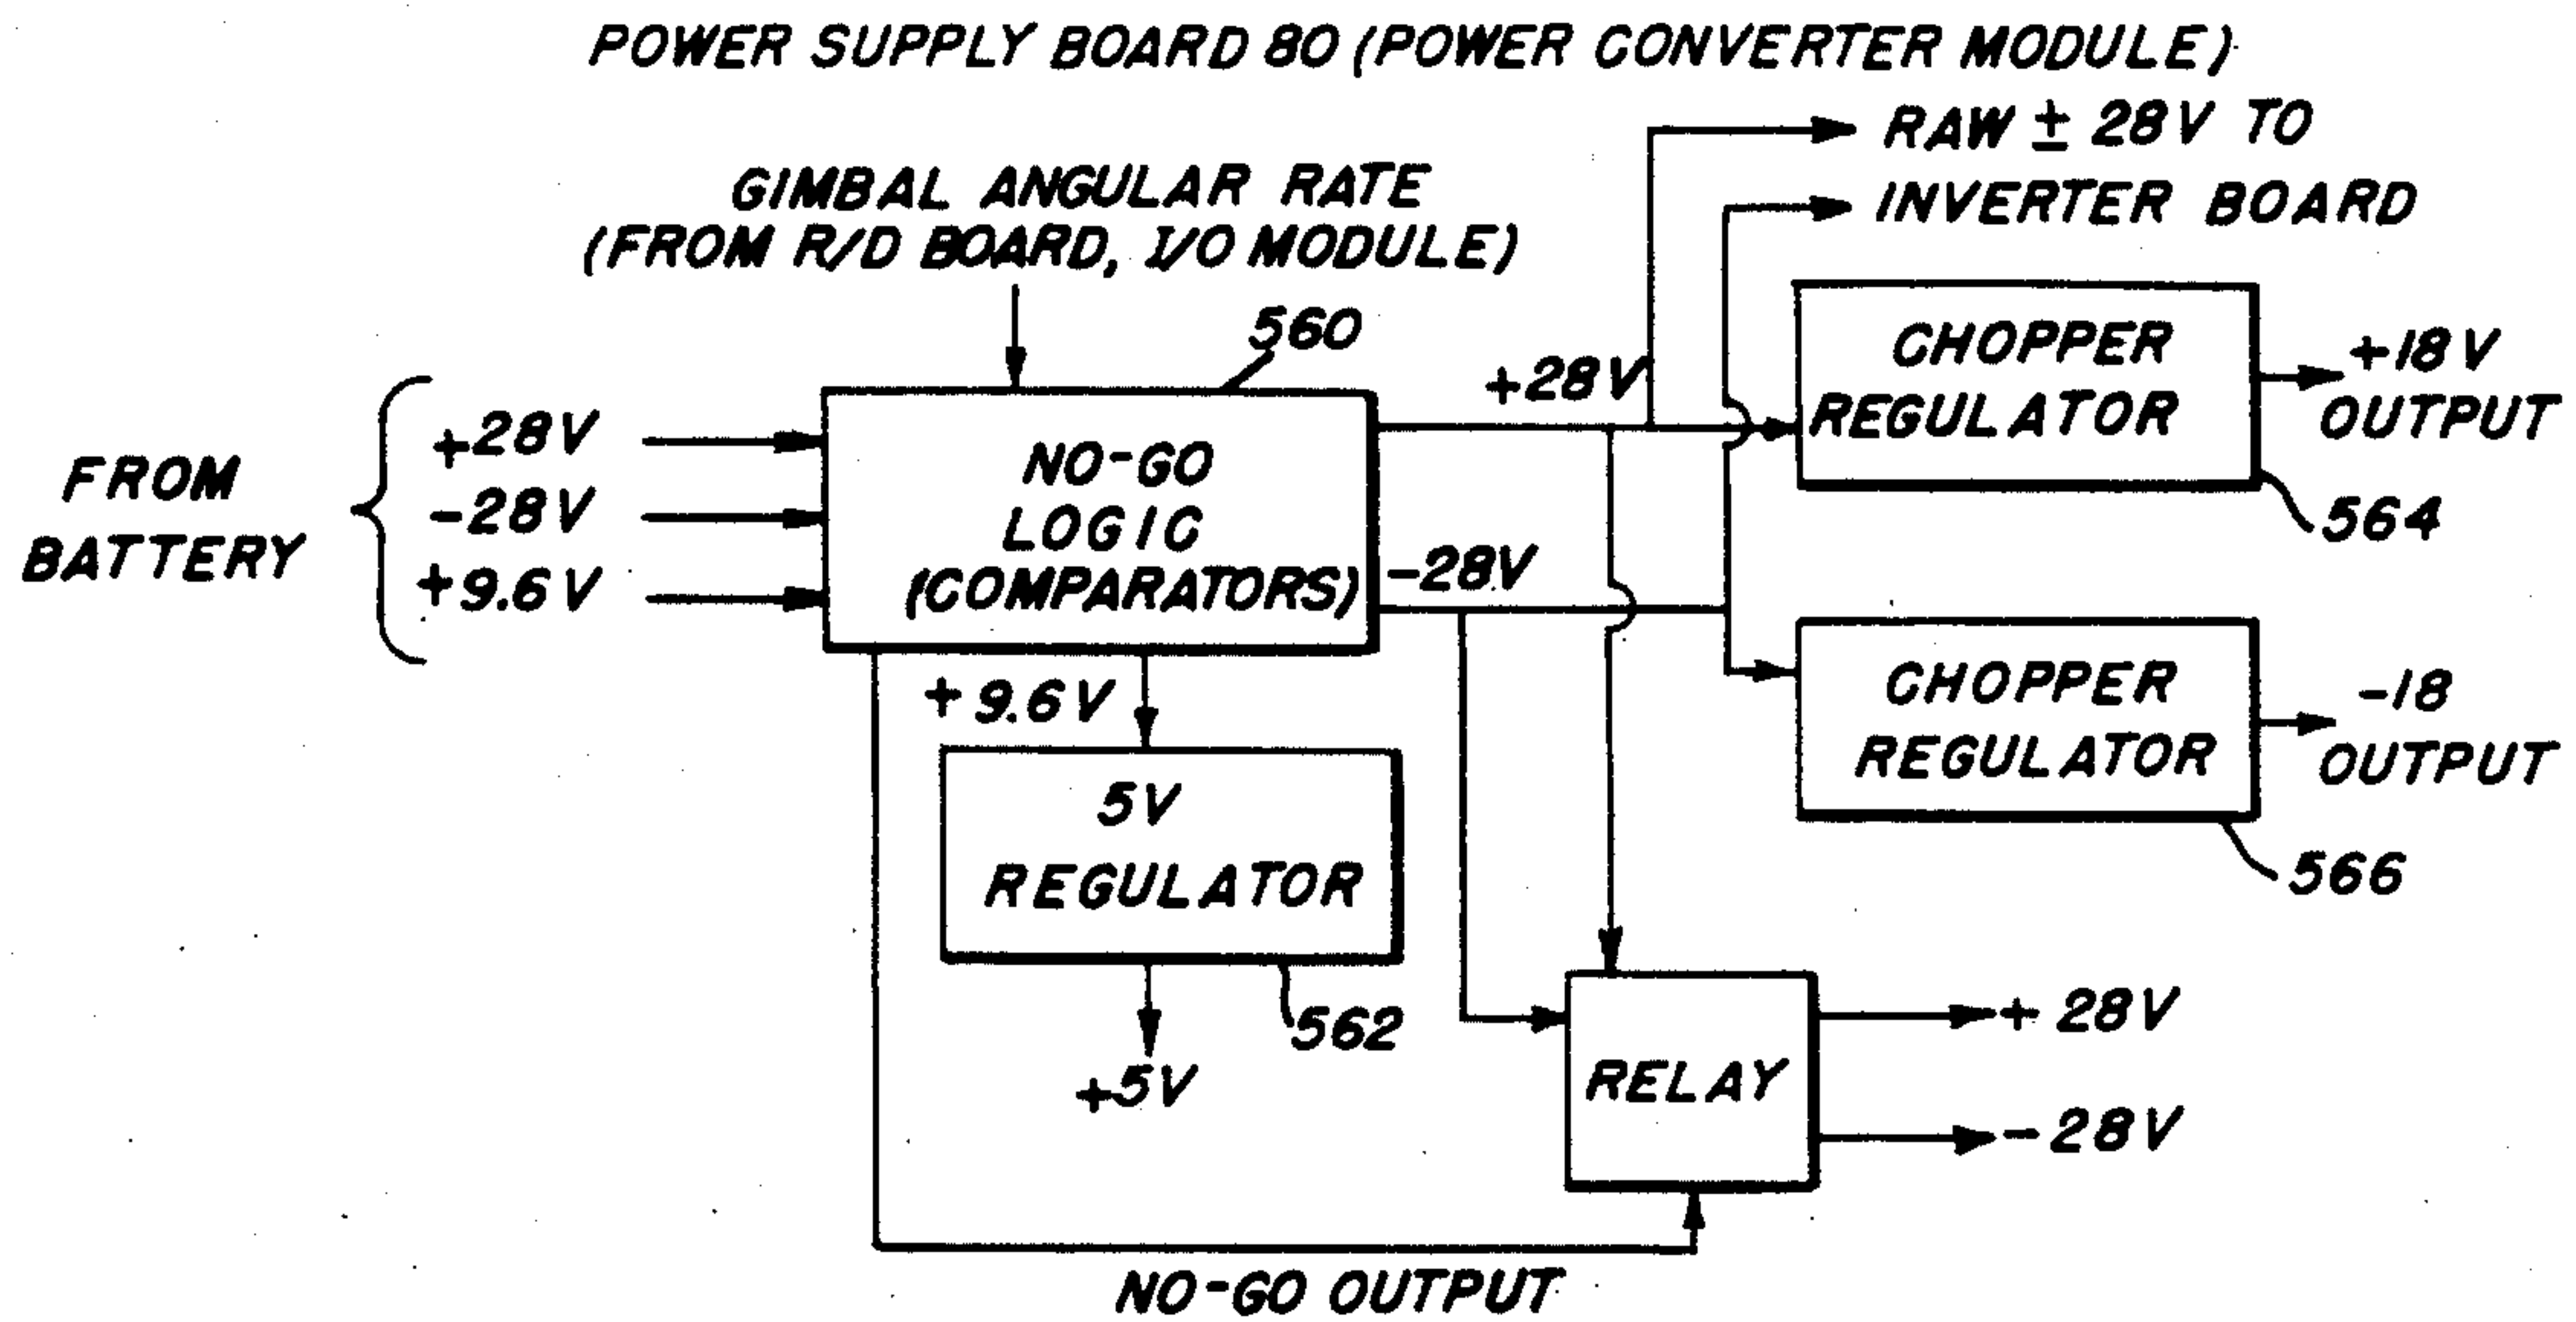 POWER SUPPLY BOARD 80 (POWER CONVERTER MODULE)
RAW ± 28V TO
INVERTER BOARD
GIMBAL ANGULAR RATE
(FROM R/D BOARD, I/O MODULE)
560
FROM
BATTERY
+28V
-28V
+9.6V
NO-GO
LOGIC
(COMPARATORS)
+28V
-28V
CHOPPER
REGULATOR
+18V
OUTPUT
564
CHOPPER
REGULATOR
-18
OUTPUT
566
+9.6V
5V
REGULATOR
562
+5V
RELAY
+28V
-28V
NO-GO OUTPUT